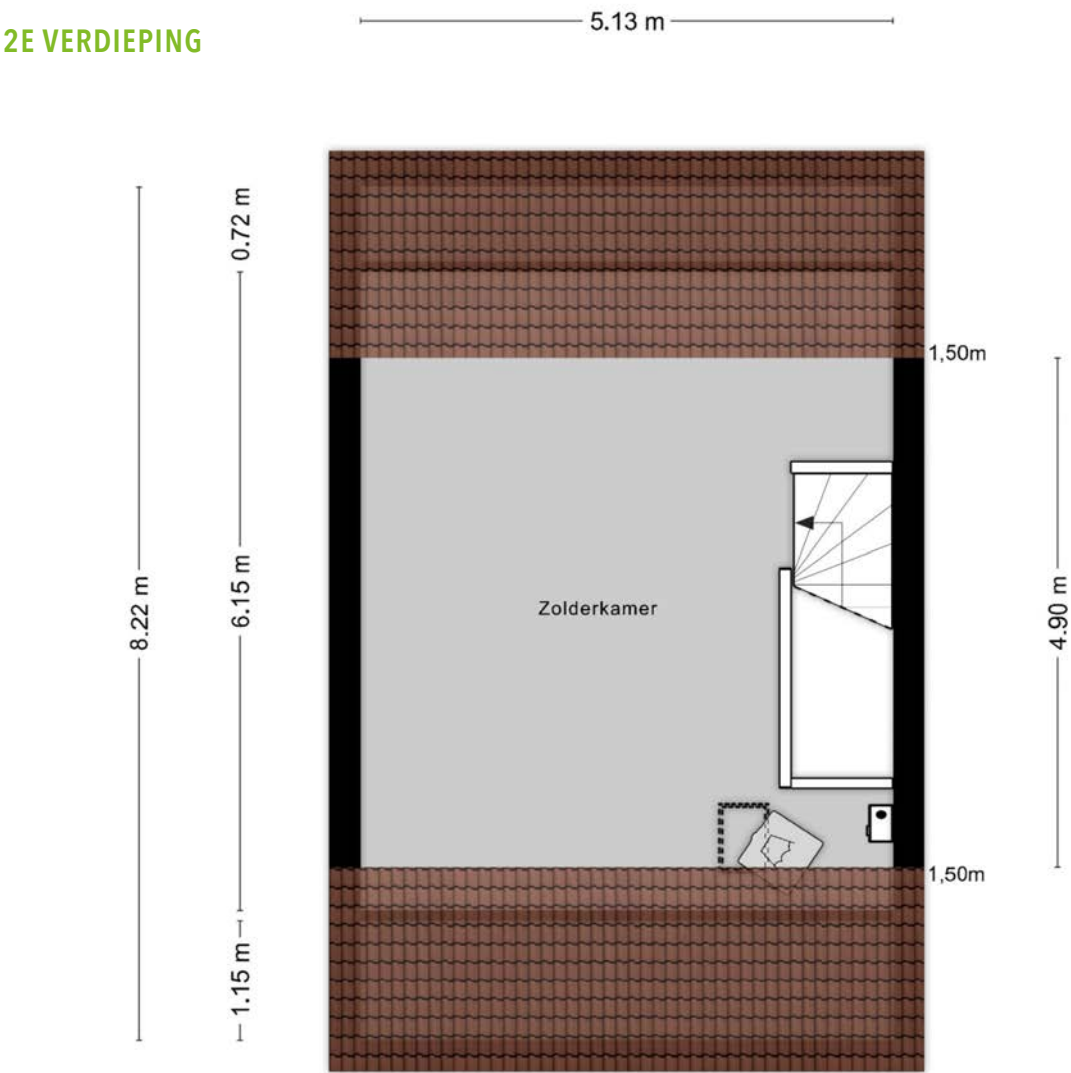 2E VERDIEPING
5.13 m
0.72 m
1,50m
8.22 m
6.15 m
4.90 m
Zolderkamer
1,50m
1.15 m